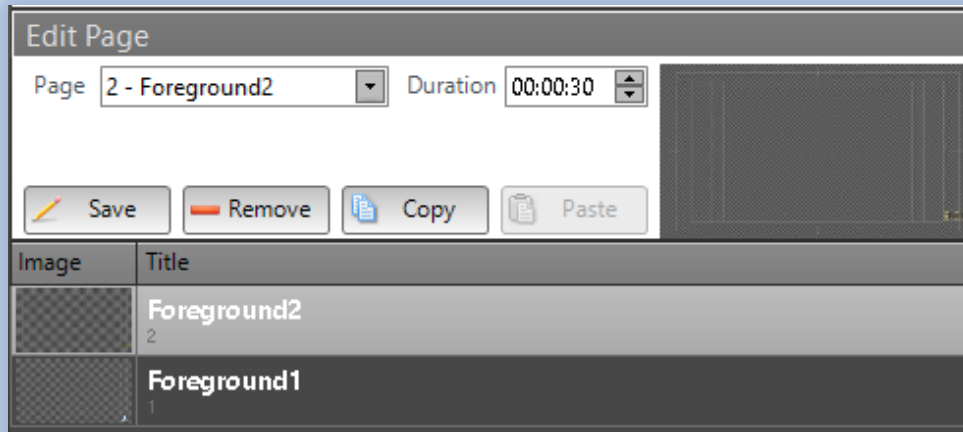 Edit Page
Page 2 - Foreground2 Duration 00:00:30
Save Remove Copy Paste
Image Title
Foreground2
2
Foreground1
1